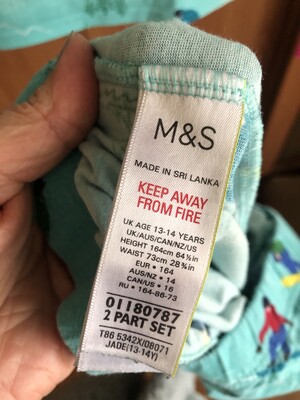 M&S
MADE IN SRI LANKA
KEEP AWAY
FROM FIRE
UK AGE 13-14 YEARS
UK/AUS/CAN/NZ/US
HEIGHT 164cm 64½in
WAIST 73cm 28¾in
EUR • 164
AUS/NZ • 14
CAN/US • 16
RU • 164-86-73
01180787
2 PART SET
T86 5342X/08071
JADE(13-14Y)